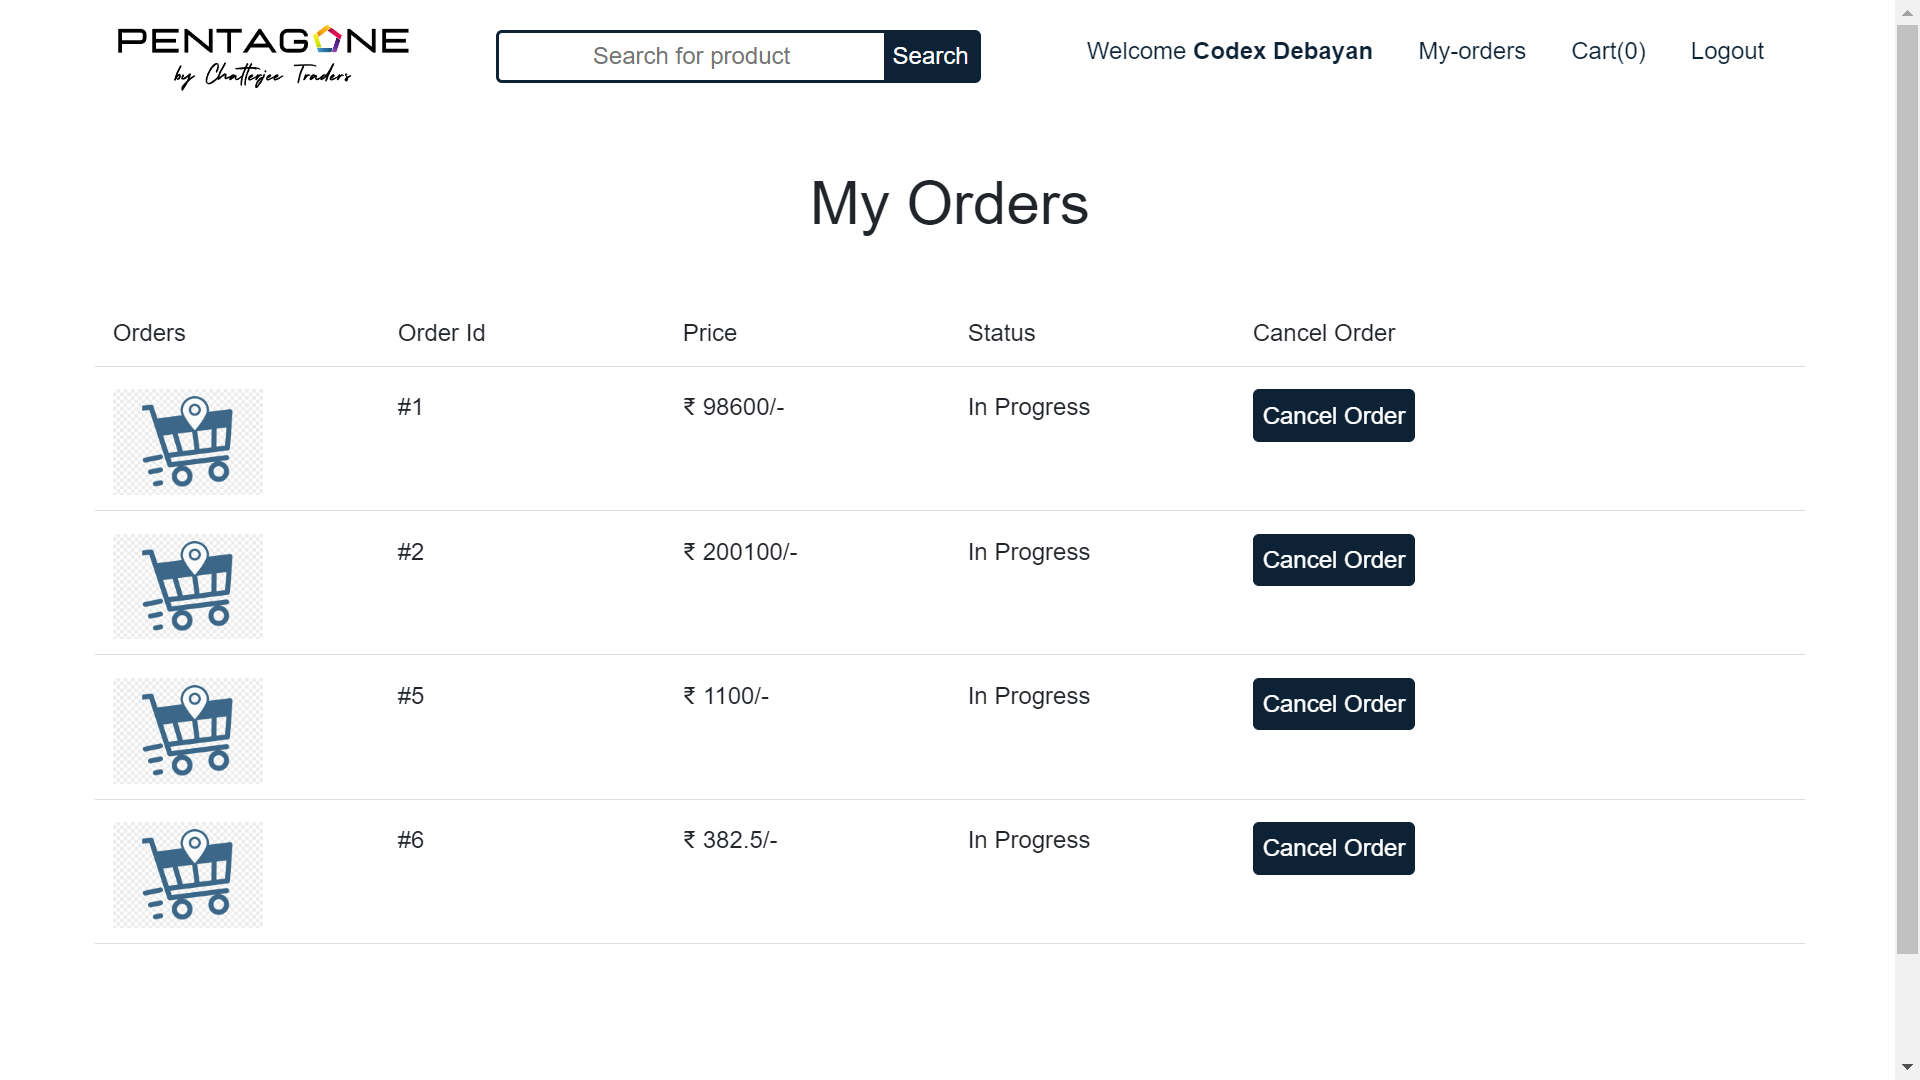 PENTAGONE
by Chatterjee Traders
Search for product
Search
Welcome Codex Debayan
My-orders
Cart(0)
Logout
My Orders
Orders Order Id Price Status Cancel Order
#1 ₹ 98600/- In Progress Cancel Order
#2 ₹ 200100/- In Progress Cancel Order
#5 ₹ 1100/- In Progress Cancel Order
#6 ₹ 382.5/- In Progress Cancel Order